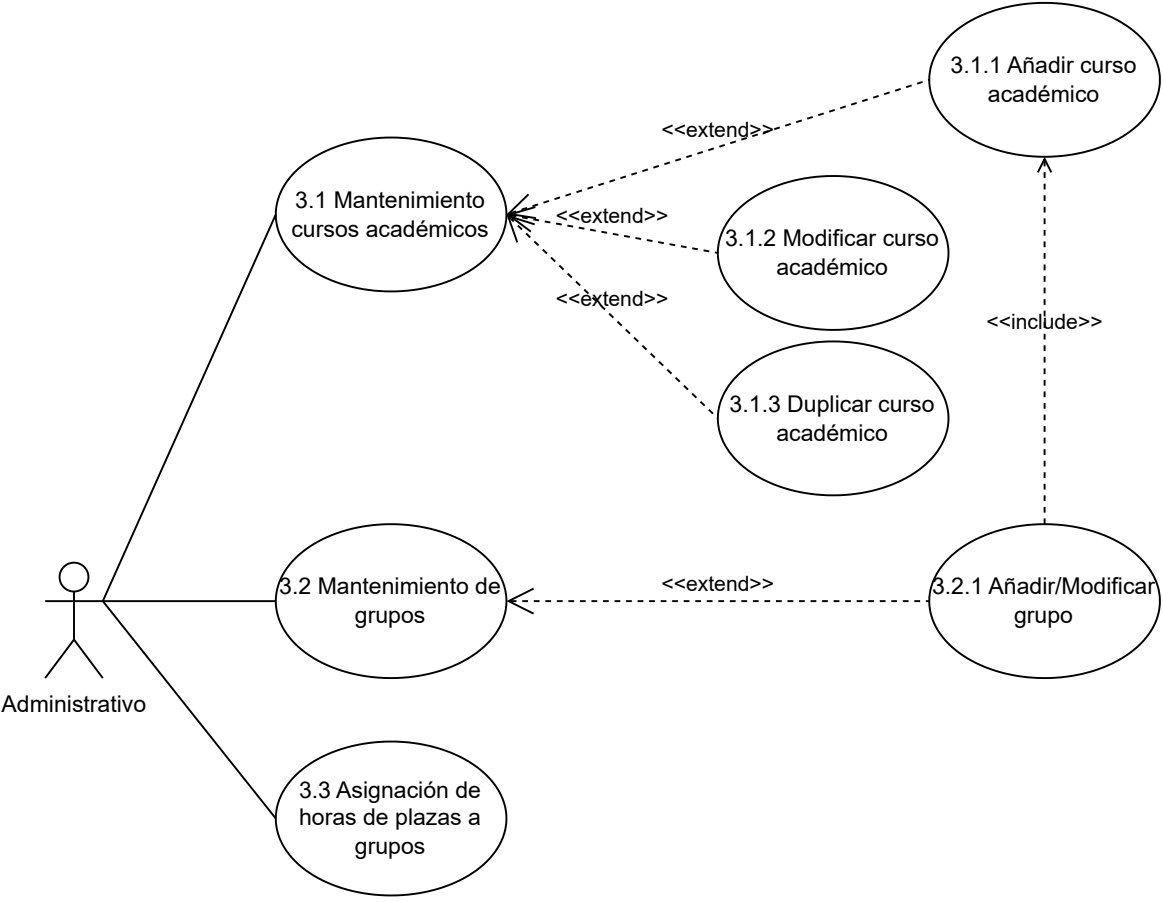 3.1.1 Añadir curso
académico
<<extend>>
3.1 Mantenimiento
cursos académicos
<<extend>>
3.1.2 Modificar curso
académico
<<extend>>
<<include>>
3.1.3 Duplicar curso
académico
<<extend>>
3.2 Mantenimiento de
grupos
3.2.1 Añadir/Modificar
grupo
Administrativo
3.3 Asignación de
horas de plazas a
grupos